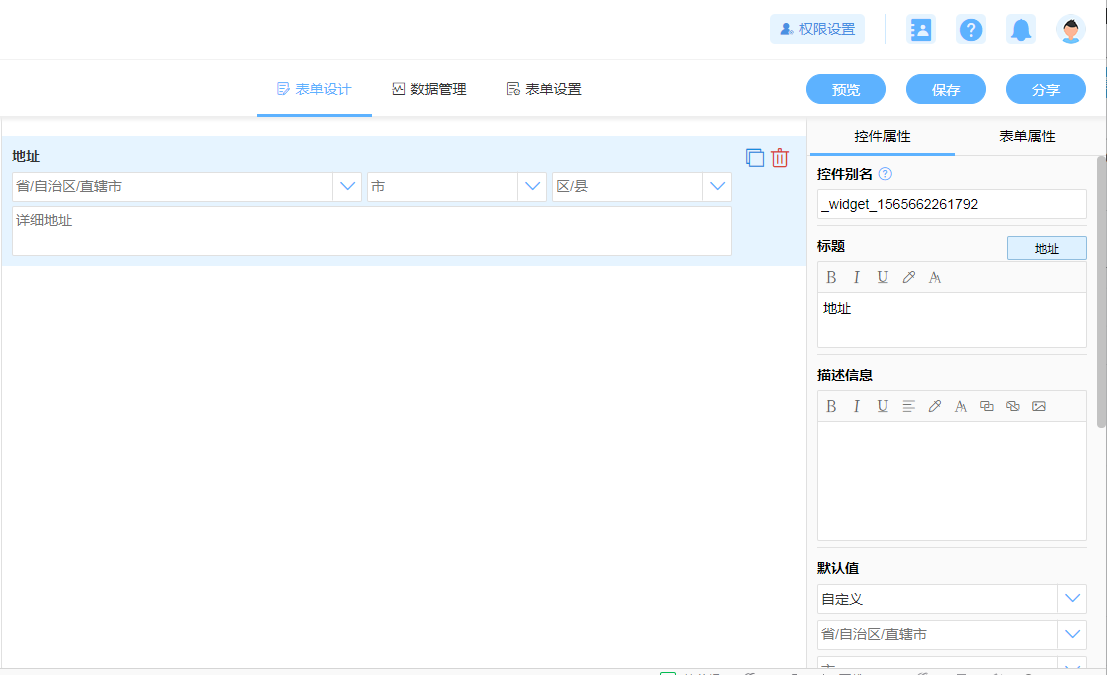 权限设置
表单设计 数据管理 表单设置 预览 保存 分享
控件属性 表单属性
地址
省/自治区/直辖市 市 区/县
详细地址
控件别名
_widget_1565662261792
标题 地址
B I U A
地址
描述信息
B I U A
默认值
自定义
省/自治区/直辖市